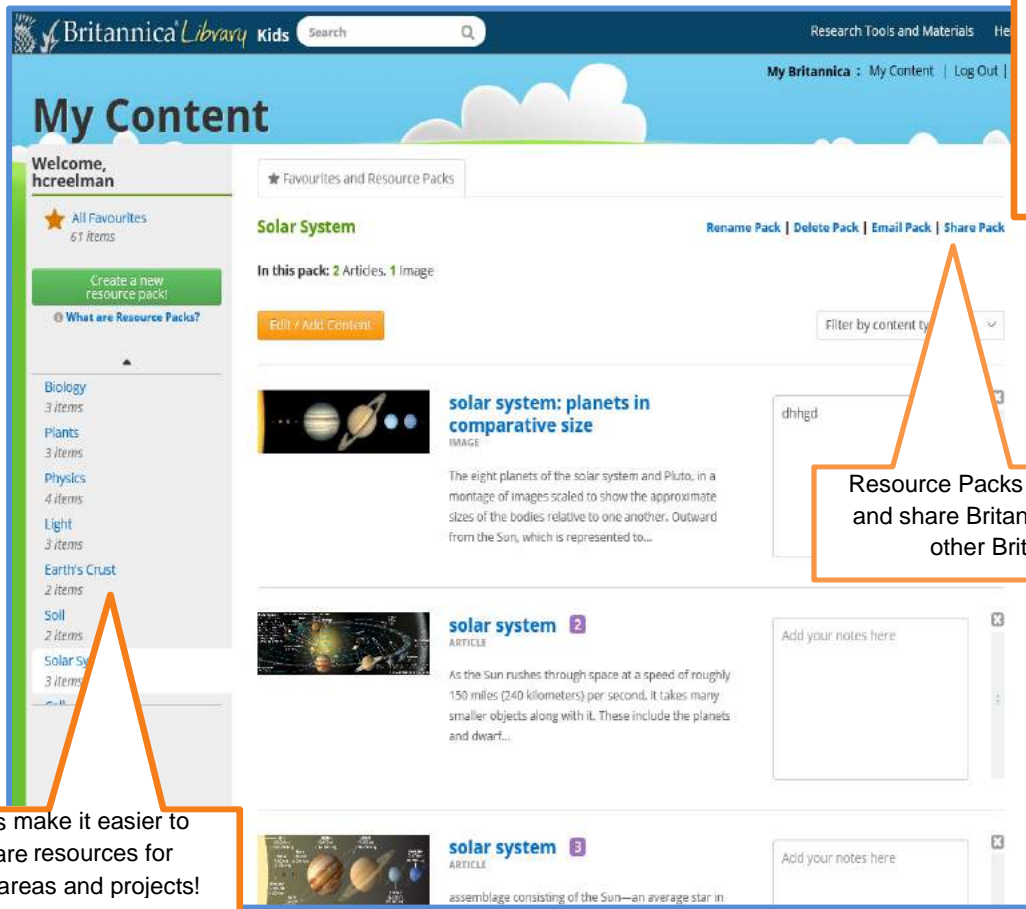 Britannica Library Kids
Search
Research Tools and Materials
My Britannica : My Content | Log Out |
My Content
Welcome,
hcreelman
All Favourites
61 items
Create a new
resource pack!
What are Resource Packs?
Biology
3 items
Plants
3 items
Physics
4 items
Light
3 items
Earth's Crust
2 items
Soil
2 items
Solar Sy
3 items
★ Favourites and Resource Packs
Solar System
Rename Pack | Delete Pack | Email Pack | Share Pack
In this pack: 2 Articles. 1 Image
Edit / Add Content
Filter by content ty
solar system: planets in
comparative size
IMAGE
The eight planets of the solar system and Pluto, in a
montage of images scaled to show the approximate
sizes of the bodies relative to one another. Outward
from the Sun, which is represented to...
dhhgd
Resource Packs
and share Britan
other Brit
solar system 2
ARTICLE
As the Sun rushes through space at a speed of roughly
150 miles (240 kilometers) per second, it takes many
smaller objects along with it. These include the planets
and dwarf...
Add your notes here
solar system 3
ARTICLE
assemblage consisting of the Sun—an average star in
Add your notes here
s make it easier to
are resources for
areas and projects!